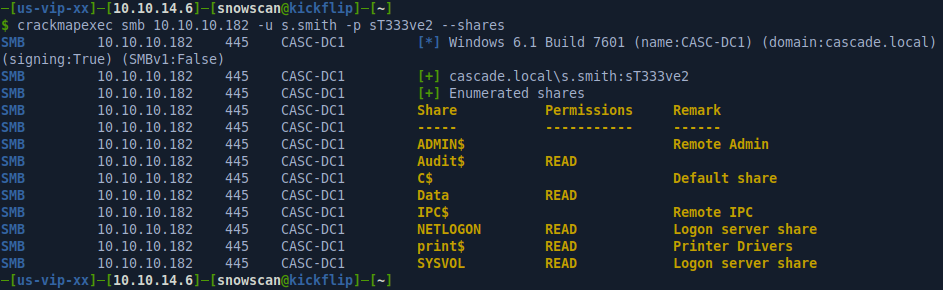 ─[us-vip-xx]─[10.10.14.6]─[snowscan@kickflip]─[~]
$ crackmapexec smb 10.10.10.182 -u s.smith -p sT333ve2 --shares
SMB 10.10.10.182 445 CASC-DC1 [*] Windows 6.1 Build 7601 (name:CASC-DC1) (domain:cascade.local)
(signing:True) (SMBv1:False)
SMB 10.10.10.182 445 CASC-DC1 [+] cascade.local\s.smith:sT333ve2
SMB 10.10.10.182 445 CASC-DC1 [+] Enumerated shares
SMB 10.10.10.182 445 CASC-DC1 Share Permissions Remark
SMB 10.10.10.182 445 CASC-DC1 ----- ----------- ------
SMB 10.10.10.182 445 CASC-DC1 ADMIN$ Remote Admin
SMB 10.10.10.182 445 CASC-DC1 Audit$ READ
SMB 10.10.10.182 445 CASC-DC1 C$ Default share
SMB 10.10.10.182 445 CASC-DC1 Data READ
SMB 10.10.10.182 445 CASC-DC1 IPC$ Remote IPC
SMB 10.10.10.182 445 CASC-DC1 NETLOGON READ Logon server share
SMB 10.10.10.182 445 CASC-DC1 print$ READ Printer Drivers
SMB 10.10.10.182 445 CASC-DC1 SYSVOL READ Logon server share
─[us-vip-xx]─[10.10.14.6]─[snowscan@kickflip]─[~]